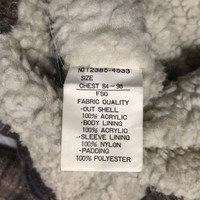 NO.12385-4533
SIZE
CHEST 84-98
FSO
FABRIC QUALITY
•OUT SHELL
100% ACRYLIC
•BODY LINING
100% ACRYLIC
•SLEEVE LINING
100% NYLON
•PADDING
100% POLYESTER